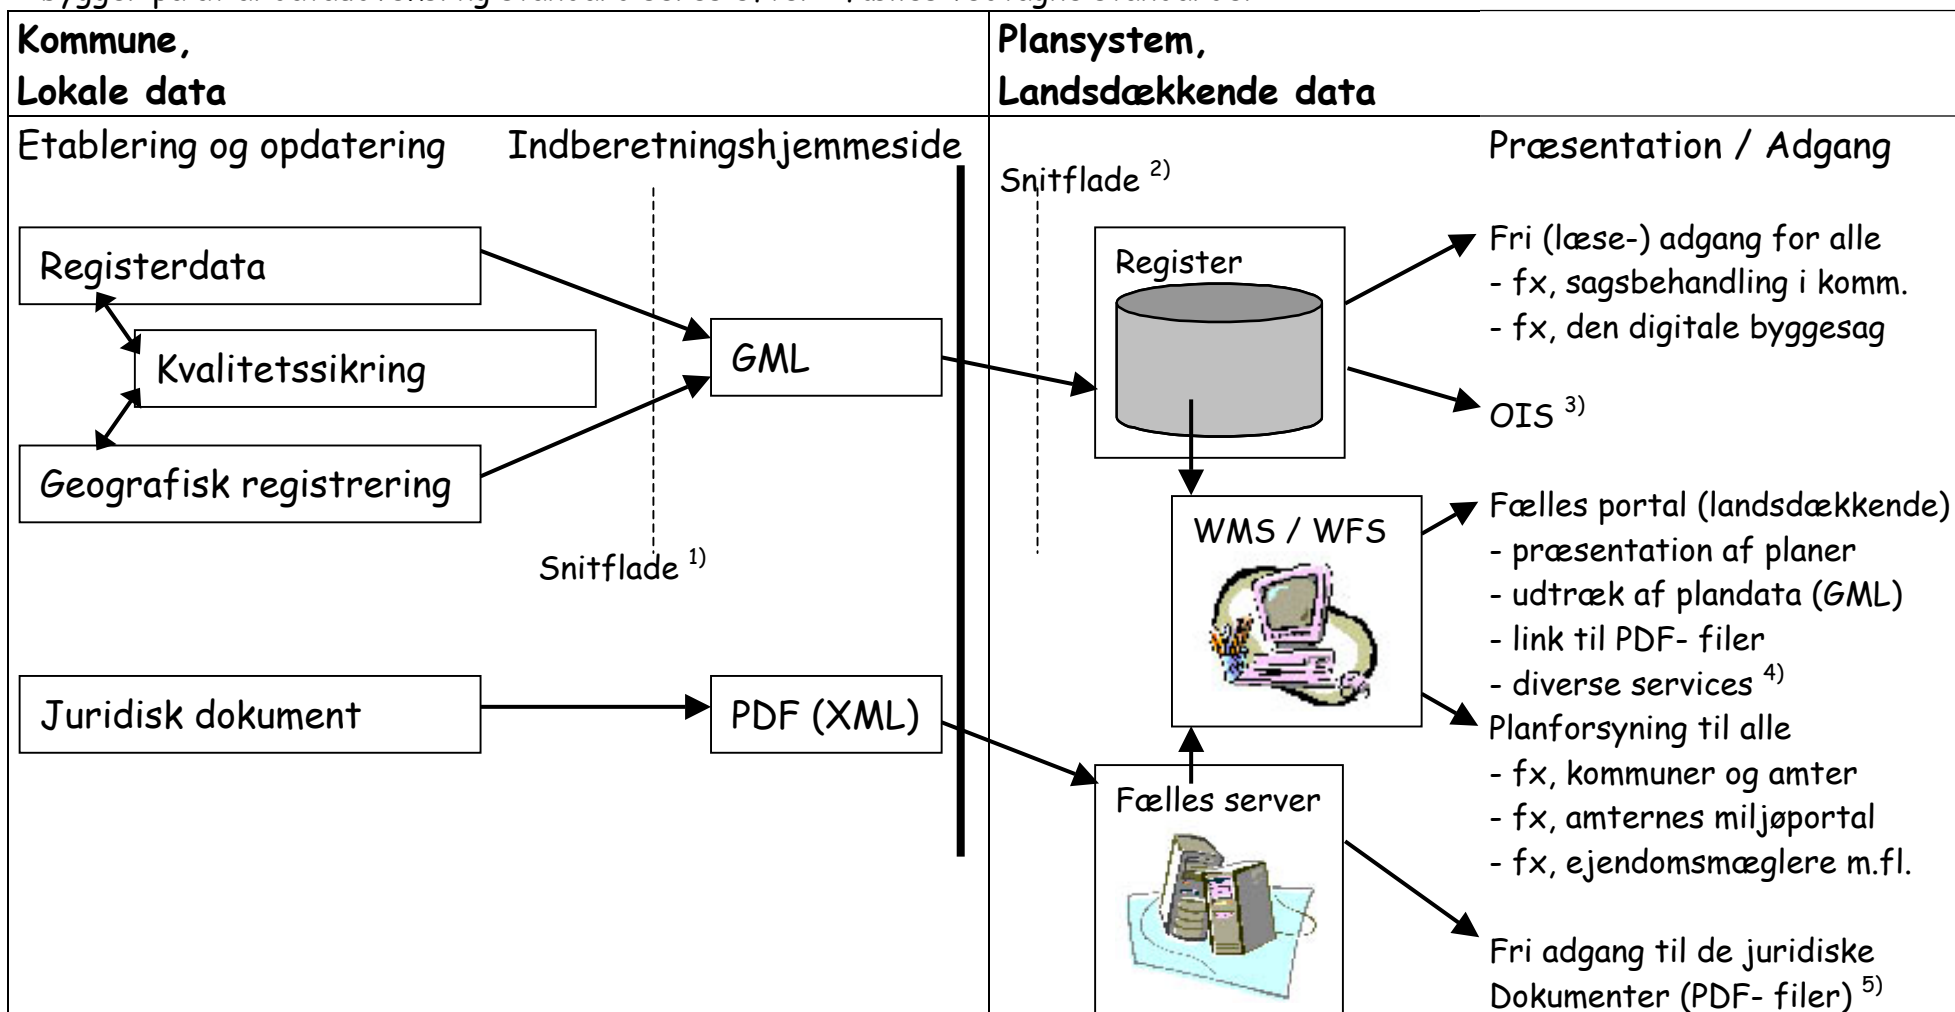 Kommune,
Lokale data
Plansystem,
Landsdækkende data
Etablering og opdatering
Indberetningshjemmeside
Registerdata
Kvalitetssikring
Geografisk registrering
GML
Snitflade 1)
Juridisk dokument
PDF (XML)
Snitflade 2)
Præsentation / Adgang
Register
Fri (læse-) adgang for alle
- fx, sagsbehandling i komm.
- fx, den digitale byggesag
OIS 3)
WMS / WFS
Fælles portal (landsdækkende)
- præsentation af planer
- udtræk af plandata (GML)
- link til PDF- filer
- diverse services 4)
Planforsyning til alle
- fx, kommuner og amter
- fx, amternes miljøportal
- fx, ejendomsmæglere m.fl.
Fælles server
Fri adgang til de juridiske
Dokumenter (PDF- filer) 5)